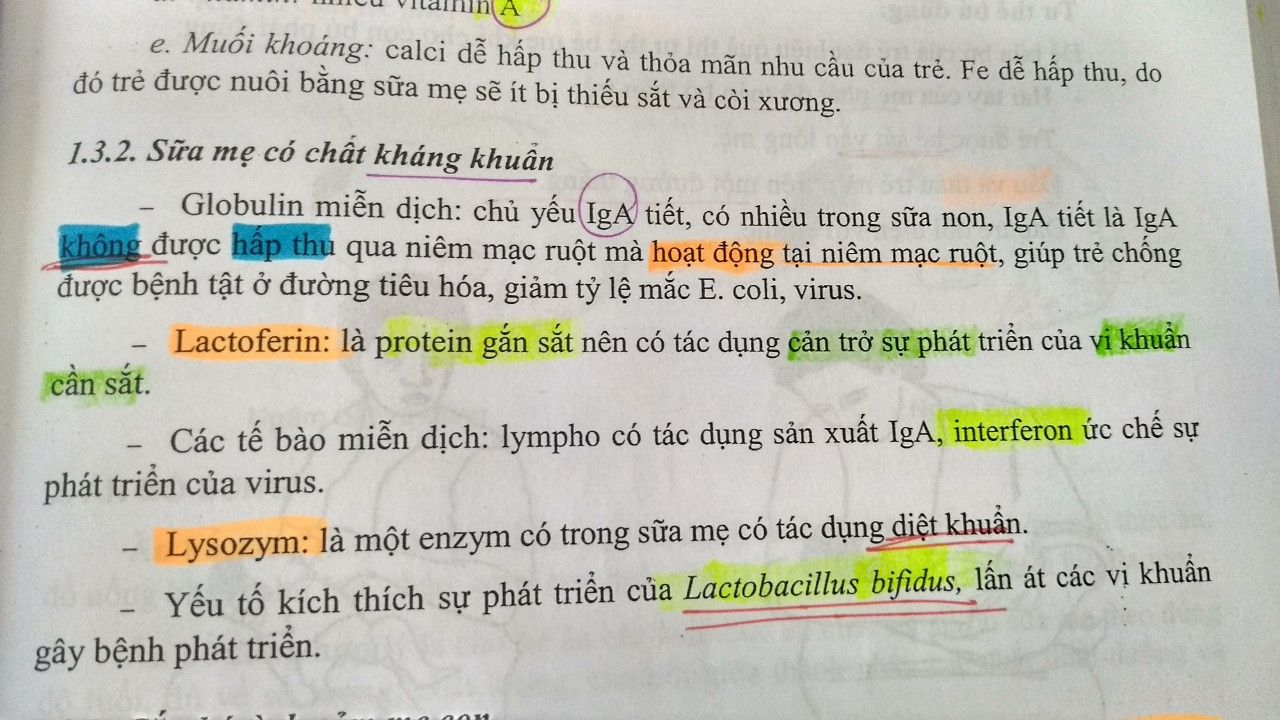 vitamin A
e. Muối khoáng: calci dễ hấp thu và thỏa mãn nhu cầu của trẻ. Fe dễ hấp thu, do
đó trẻ được nuôi bằng sữa mẹ sẽ ít bị thiếu sắt và còi xương.
1.3.2. Sữa mẹ có chất kháng khuẩn
– Globulin miễn dịch: chủ yếu IgA tiết, có nhiều trong sữa non, IgA tiết là IgA
không được hấp thu qua niêm mạc ruột mà hoạt động tại niêm mạc ruột, giúp trẻ chống
được bệnh tật ở đường tiêu hóa, giảm tỷ lệ mắc E. coli, virus.
– Lactoferin: là protein gắn sắt nên có tác dụng cản trở sự phát triển của vi khuẩn
cần sắt.
– Các tế bào miễn dịch: lympho có tác dụng sản xuất IgA, interferon ức chế sự
phát triển của virus.
– Lysozym: là một enzym có trong sữa mẹ có tác dụng diệt khuẩn.
– Yếu tố kích thích sự phát triển của Lactobacillus bifidus, lấn át các vị khuẩn
gây bệnh phát triển.